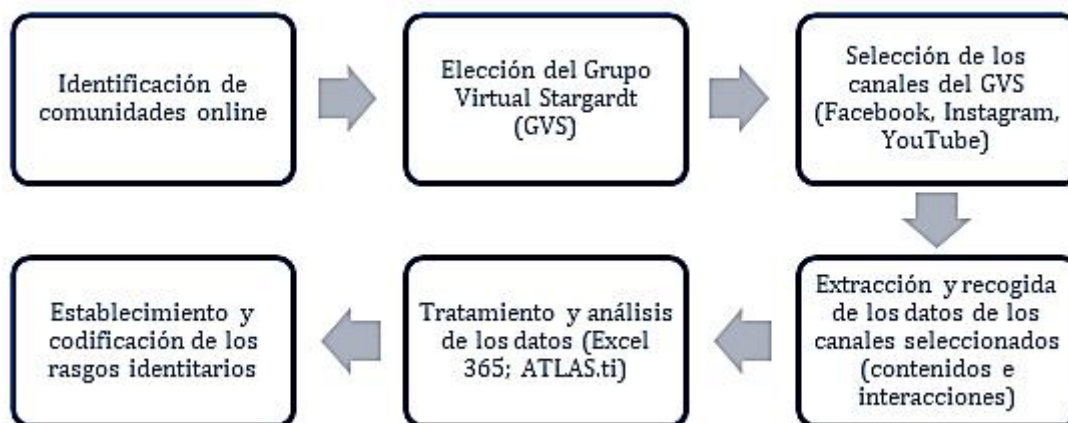 Identificación de
comunidades online
Elección del Grupo
Virtual Stargardt
(GVS)
Selección de los
canales del GVS
(Facebook, Instagram,
YouTube)
Extracción y recogida
de los datos de los
canales seleccionados
(contenidos e
interacciones)
Tratamiento y análisis
de los datos (Excel
365; ATLAS.ti)
Establecimiento y
codificación de los
rasgos identitarios